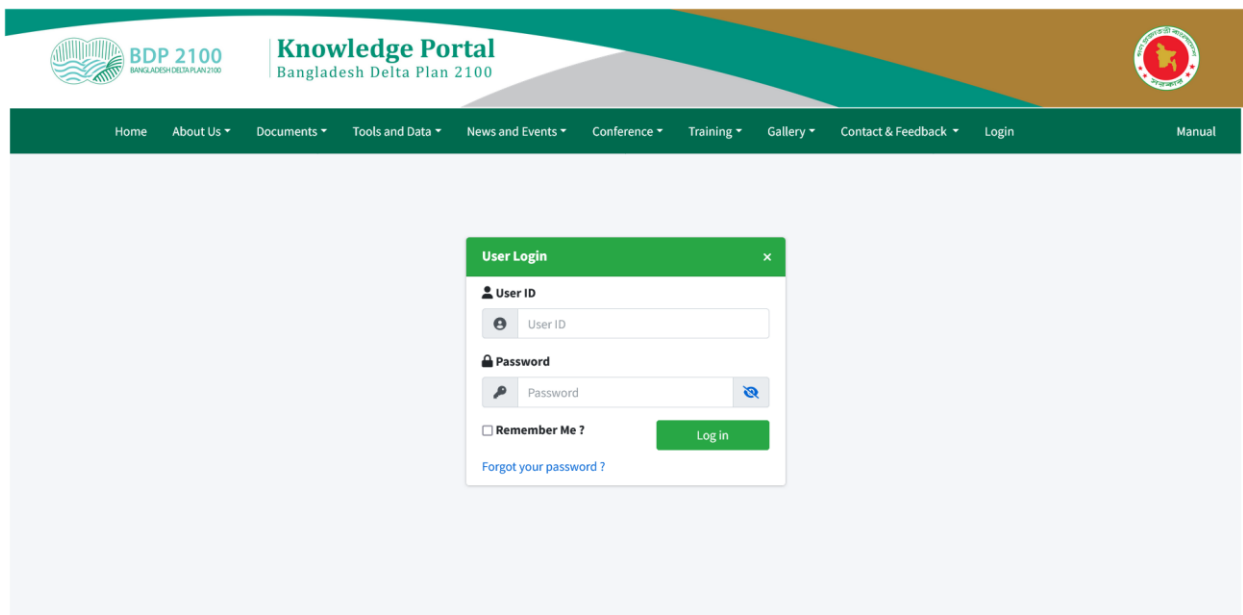 BDP 2100
BANGLADESH DELTA PLAN 2100
Knowledge Portal
Bangladesh Delta Plan 2100
Home About Us Documents Tools and Data News and Events Conference Training Gallery Contact & Feedback Login Manual
User Login ×
User ID
User ID
Password
Password
Remember Me ? Log in
Forgot your password ?